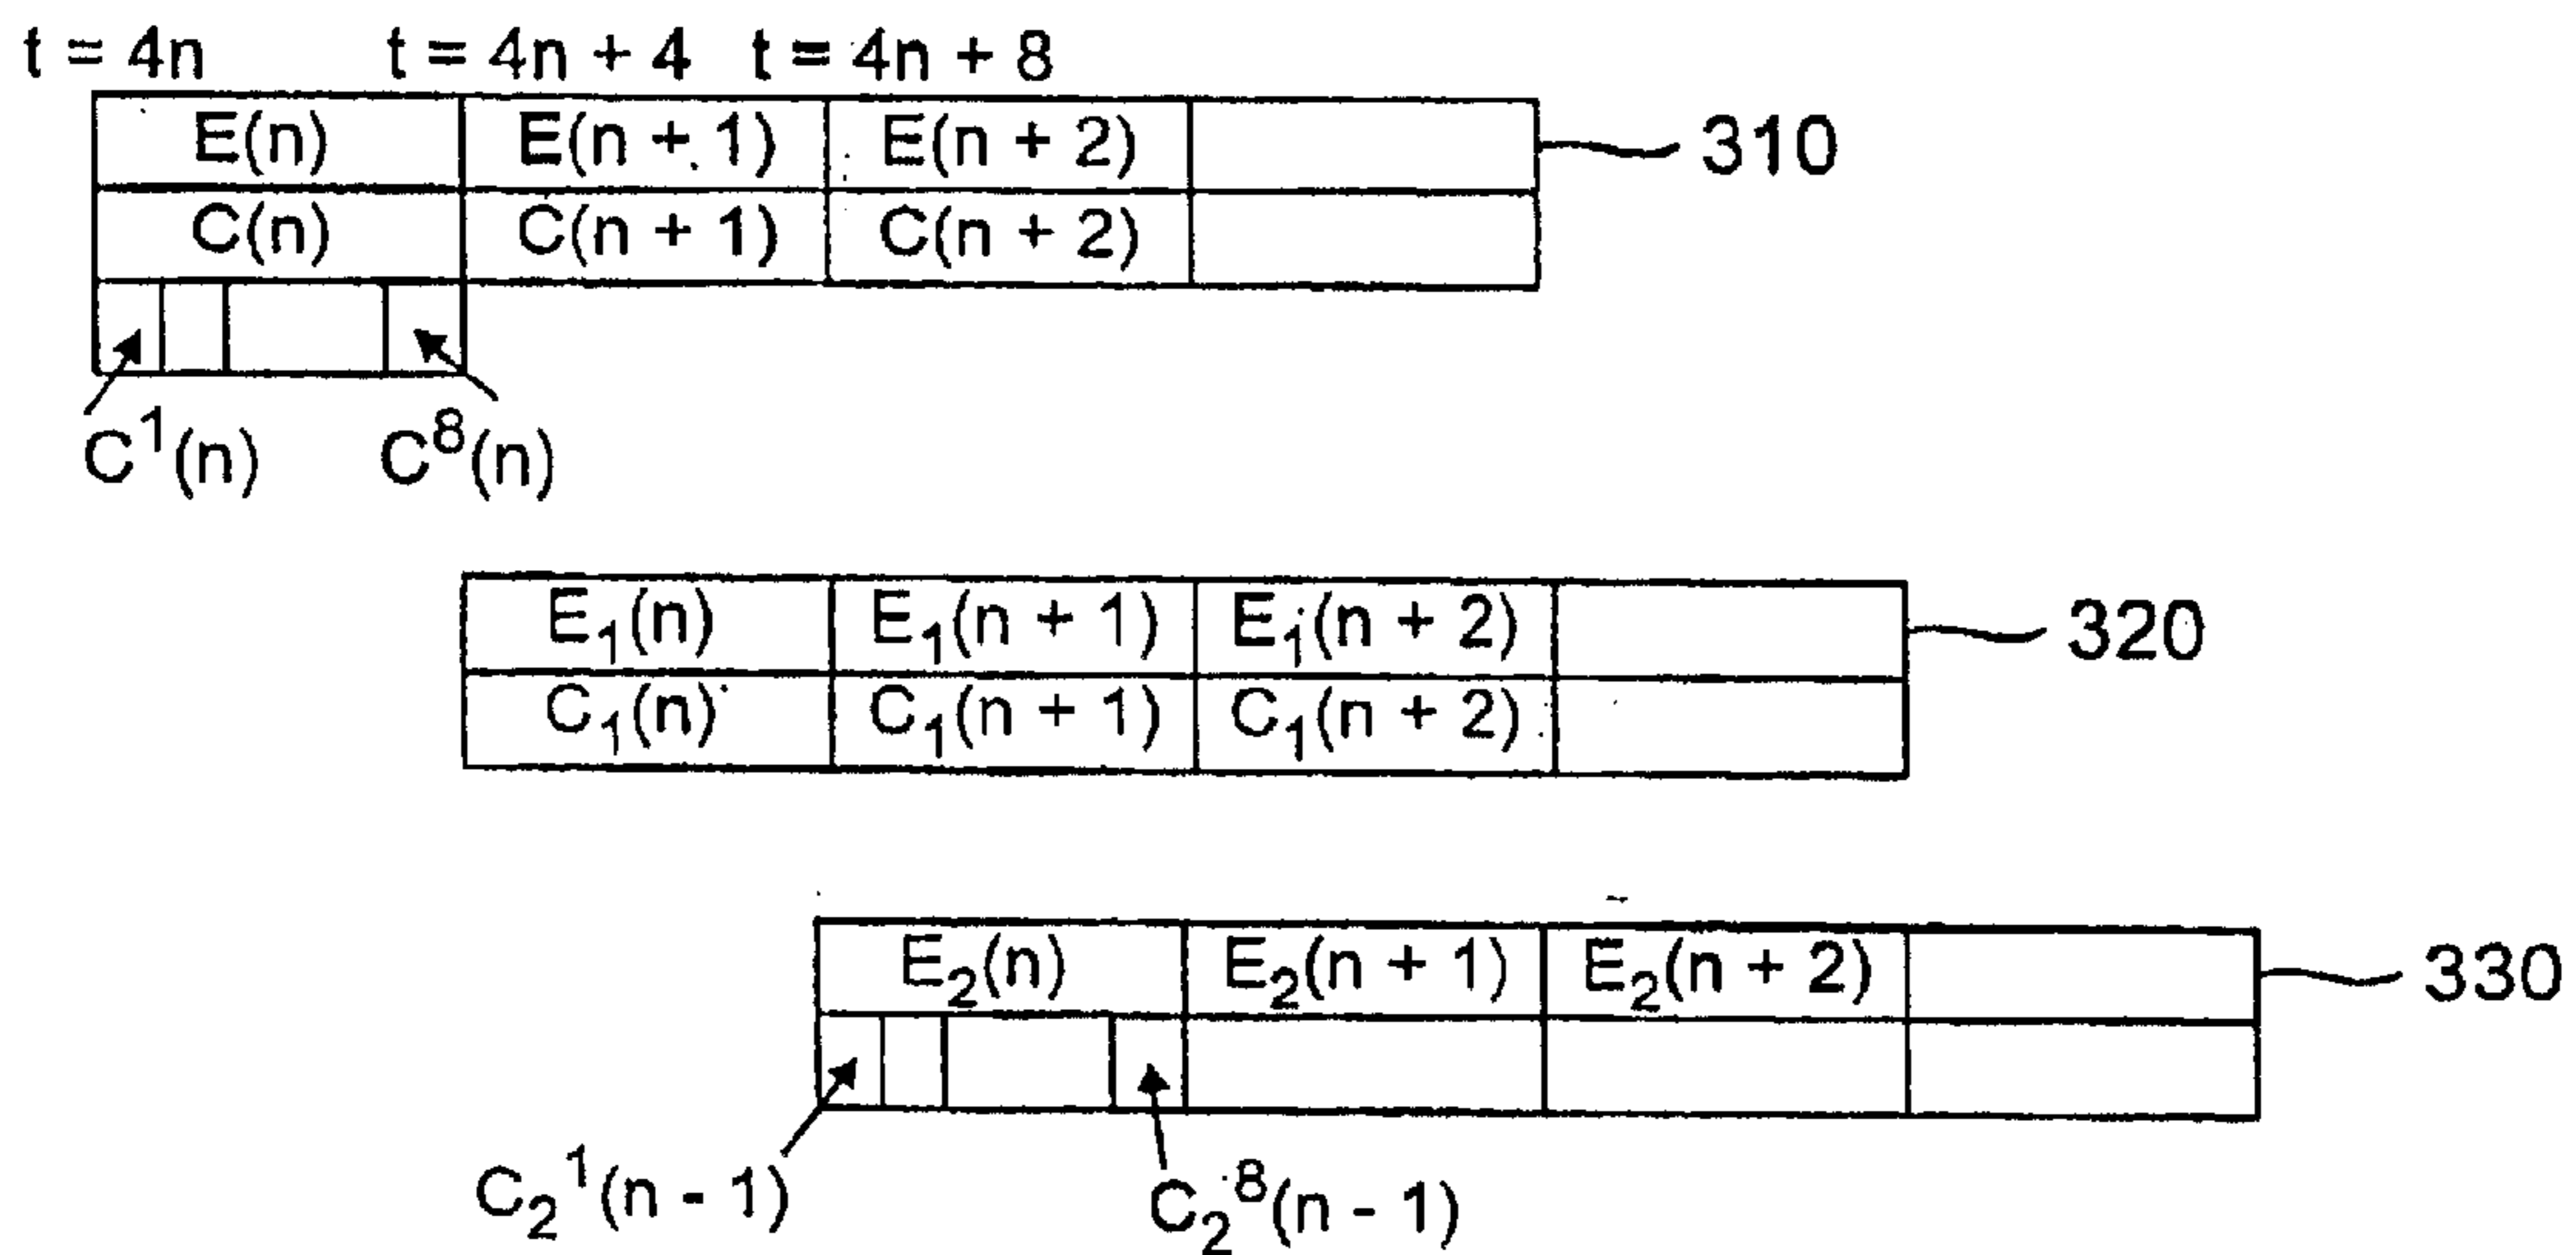 t = 4n t = 4n + 4 t = 4n + 8
E(n) E(n + 1) E(n + 2) 310
C(n) C(n + 1) C(n + 2)
C¹(n) C⁸(n)
E₁(n) E₁(n + 1) E₁(n + 2) 320
C₁(n) C₁(n + 1) C₁(n + 2)
E₂(n) E₂(n + 1) E₂(n + 2) 330
C₂¹(n - 1) C₂⁸(n - 1)